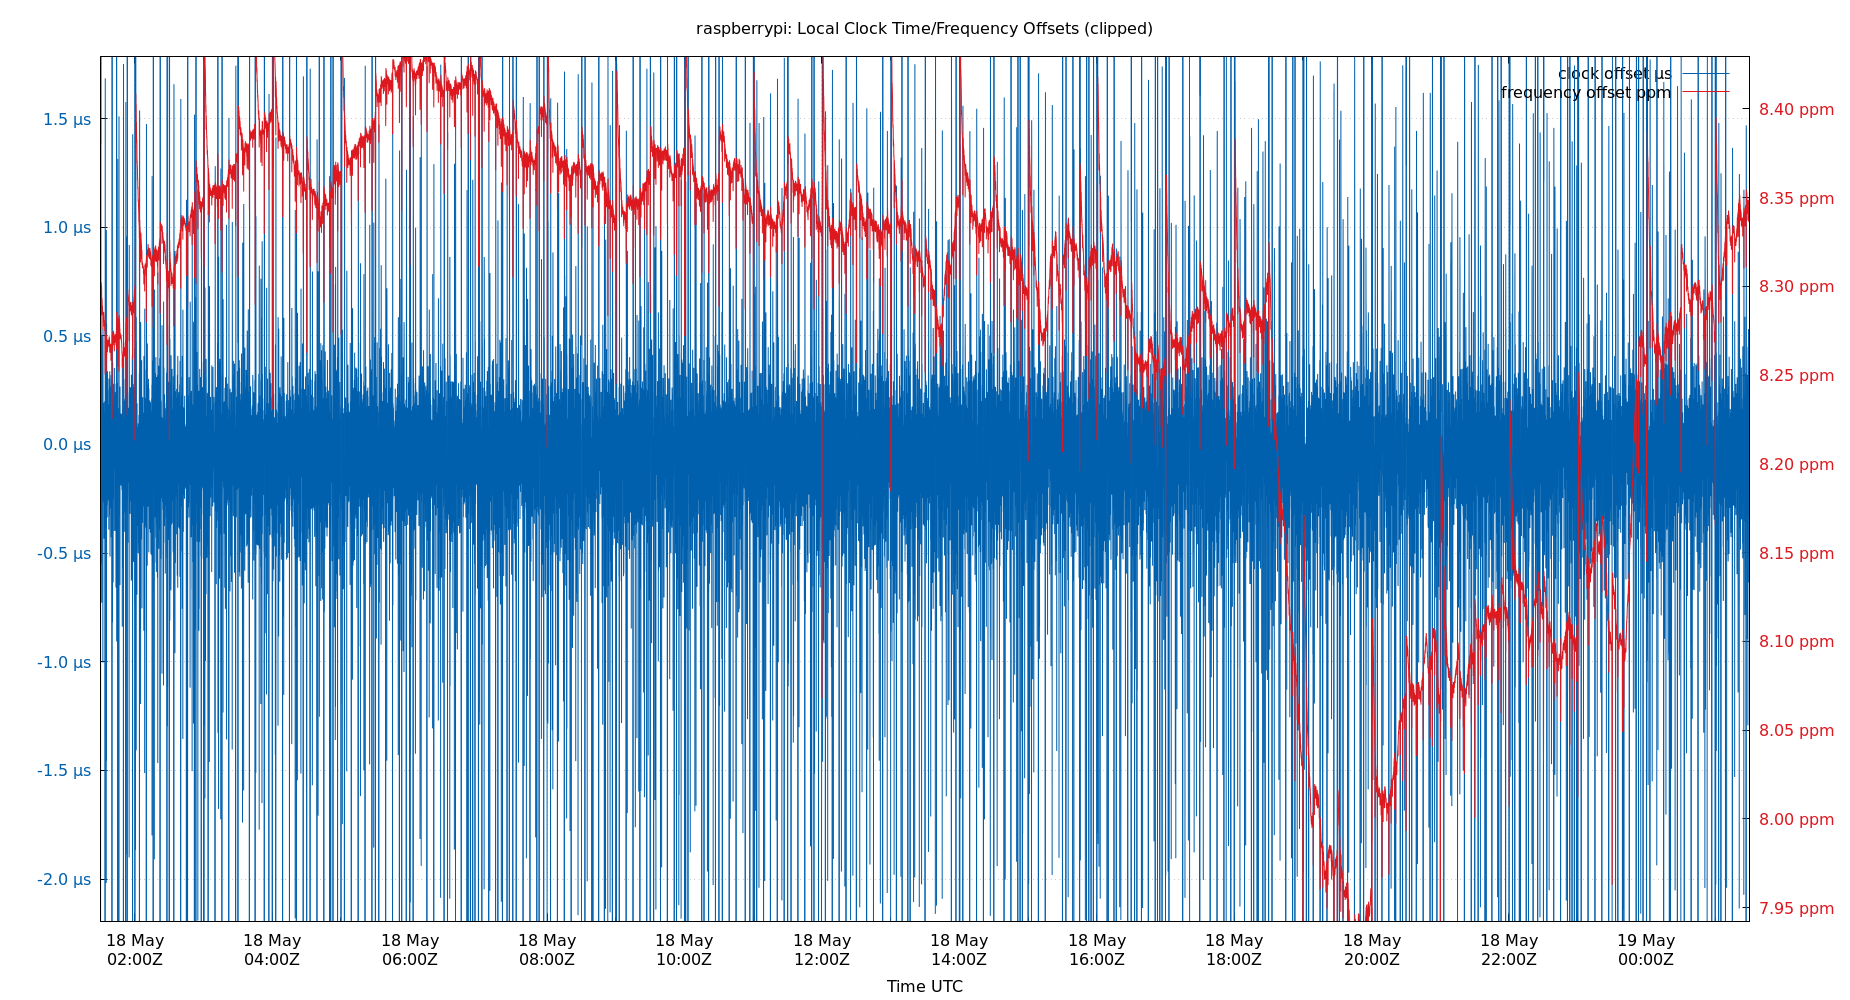 raspberrypi: Local Clock Time/Frequency Offsets (clipped)
clock offset µs
frequency offset ppm
1.5 µs
1.0 µs
0.5 µs
0.0 µs
-0.5 µs
-1.0 µs
-1.5 µs
-2.0 µs
8.40 ppm
8.35 ppm
8.30 ppm
8.25 ppm
8.20 ppm
8.15 ppm
8.10 ppm
8.05 ppm
8.00 ppm
7.95 ppm
18 May 18 May 18 May 18 May 18 May 18 May 18 May 18 May 18 May 18 May 18 May 19 May
02:00Z 04:00Z 06:00Z 08:00Z 10:00Z 12:00Z 14:00Z 16:00Z 18:00Z 20:00Z 22:00Z 00:00Z
Time UTC